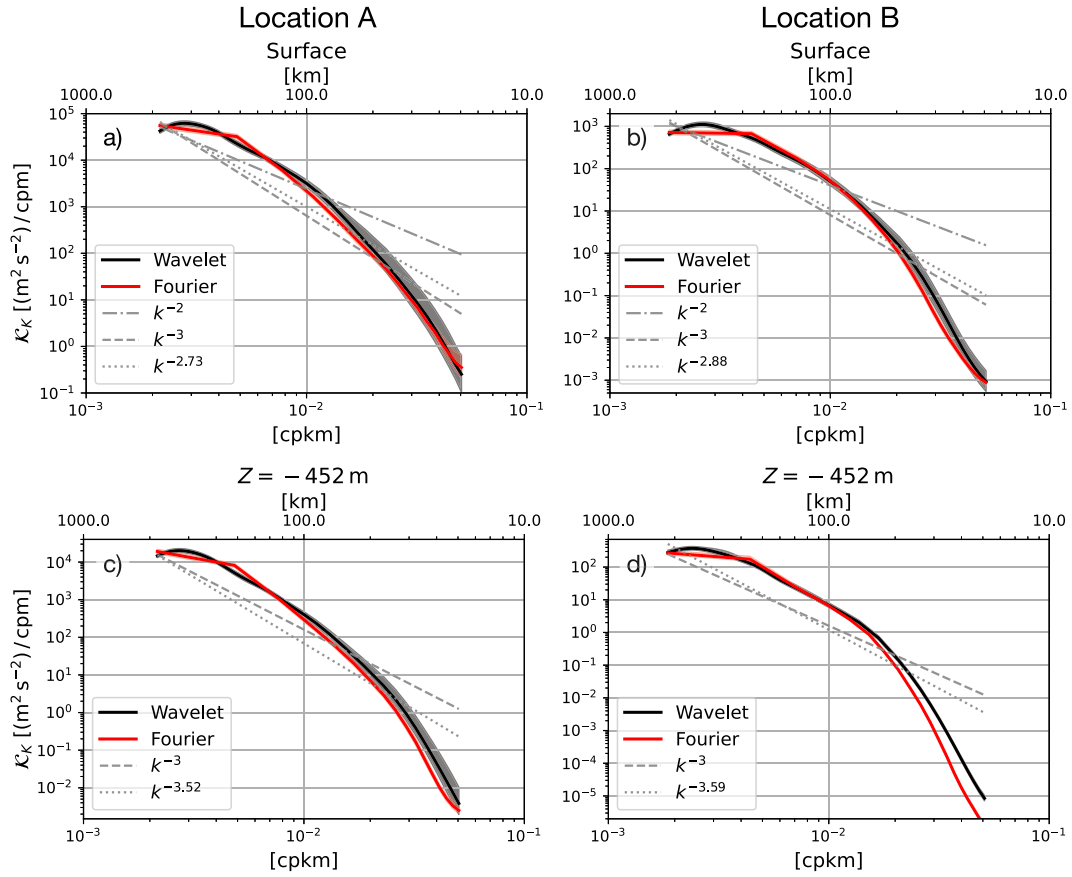 Location A
Surface
[km]
1000.0 100.0 10.0
a)
10^5
10^4
10^3
10^2
10^1
10^0
10^-1
𝒦_K [(m^2 s^-2) / cpm]
Wavelet
Fourier
k^-2
k^-3
k^-2.73
10^-3 10^-2 10^-1
[cpkm]
Location B
Surface
[km]
1000.0 100.0 10.0
b)
10^3
10^2
10^1
10^0
10^-1
10^-2
10^-3
Wavelet
Fourier
k^-2
k^-3
k^-2.88
10^-3 10^-2 10^-1
[cpkm]
Z = − 452 m
[km]
1000.0 100.0 10.0
c)
10^4
10^3
10^2
10^1
10^0
10^-1
10^-2
𝒦_K [(m^2 s^-2) / cpm]
Wavelet
Fourier
k^-3
k^-3.52
10^-3 10^-2 10^-1
[cpkm]
Z = − 452 m
[km]
1000.0 100.0 10.0
d)
10^2
10^1
10^0
10^-1
10^-2
10^-3
10^-4
10^-5
Wavelet
Fourier
k^-3
k^-3.59
10^-3 10^-2 10^-1
[cpkm]